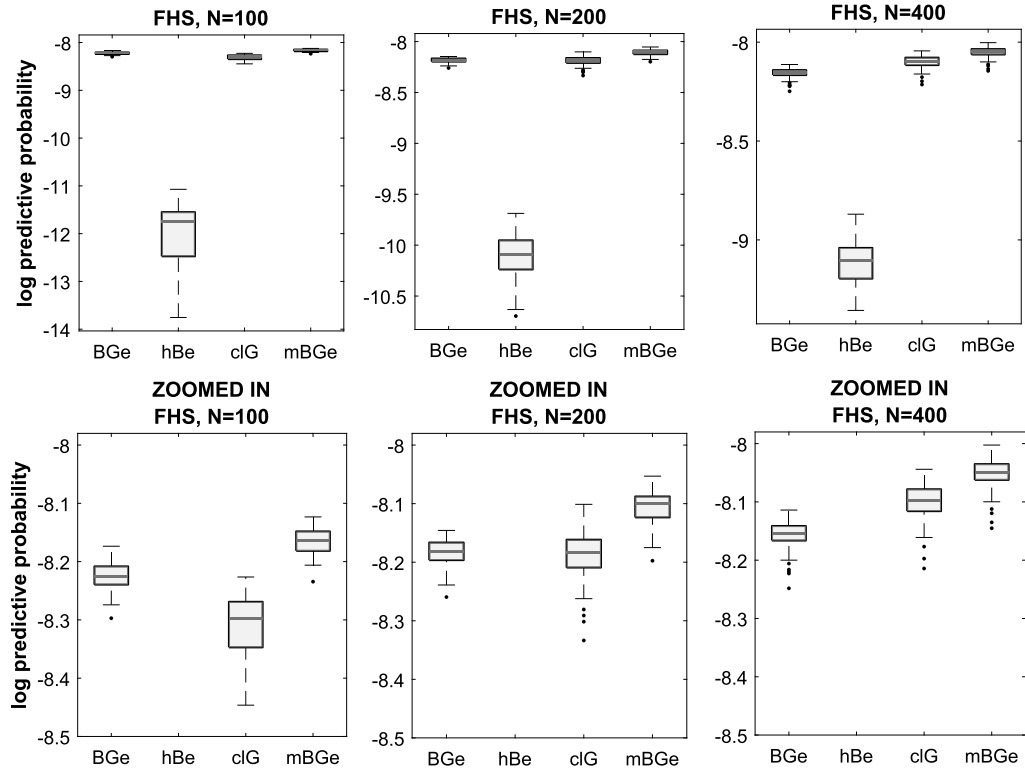 FHS, N=100
FHS, N=200
FHS, N=400
log predictive probability
-8
-9
-10
-11
-12
-13
-14
BGe hBe clG mBGe
-8
-8.5
-9
-9.5
-10
-10.5
BGe hBe clG mBGe
-8
-8.5
-9
BGe hBe clG mBGe
ZOOMED IN
FHS, N=100
ZOOMED IN
FHS, N=200
ZOOMED IN
FHS, N=400
log predictive probability
-8
-8.1
-8.2
-8.3
-8.4
-8.5
BGe hBe clG mBGe
-8
-8.1
-8.2
-8.3
-8.4
-8.5
BGe hBe clG mBGe
-8
-8.1
-8.2
-8.3
-8.4
-8.5
BGe hBe clG mBGe